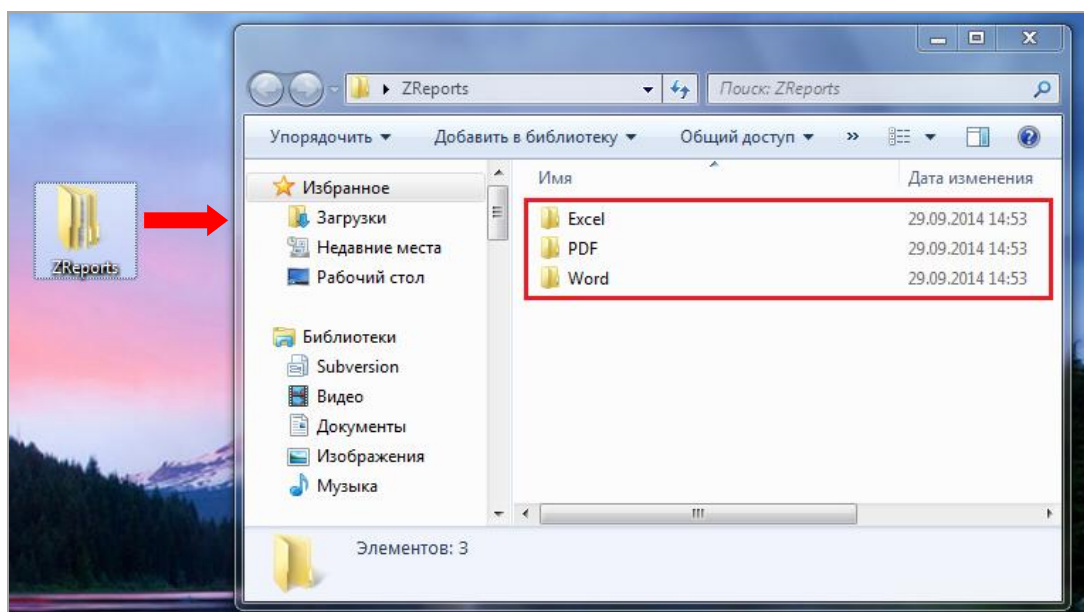 ZReports
ZReports
Поиск: ZReports
Упорядочить
Добавить в библиотеку
Общий доступ
»
Избранное
Загрузки
Недавние места
Рабочий стол
Библиотеки
Subversion
Видео
Документы
Изображения
Музыка
Имя
Дата изменения
Excel
29.09.2014 14:53
PDF
29.09.2014 14:53
Word
29.09.2014 14:53
Элементов: 3